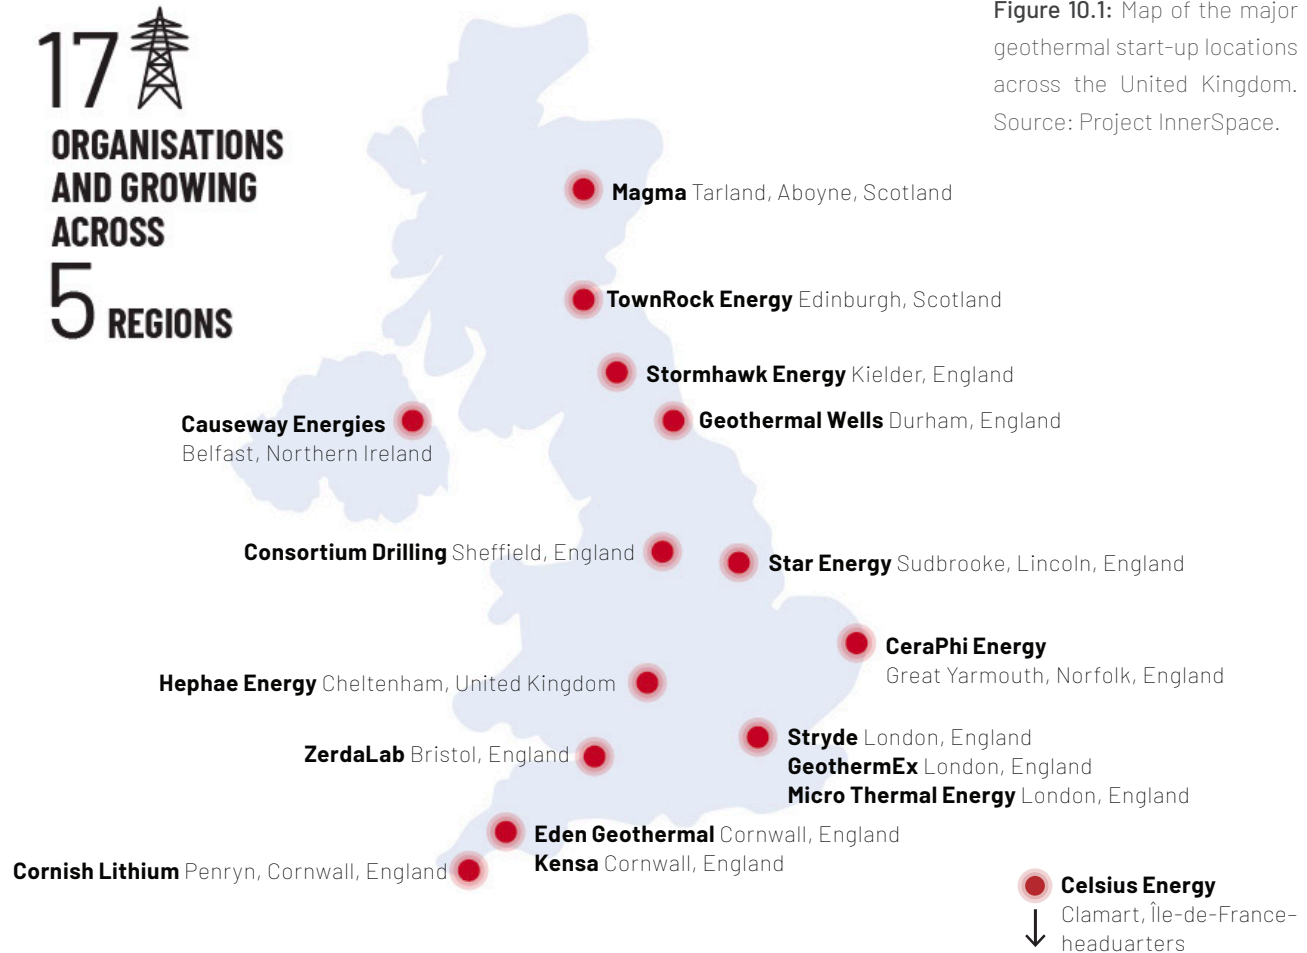 17
ORGANISATIONS
AND GROWING
ACROSS
5 REGIONS
Figure 10.1: Map of the major
geothermal start-up locations
across the United Kingdom.
Source: Project InnerSpace.
Magma Tarland, Aboyne, Scotland
TownRock Energy Edinburgh, Scotland
Stormhawk Energy Kielder, England
Geothermal Wells Durham, England
Causeway Energies
Belfast, Northern Ireland
Consortium Drilling Sheffield, England
Star Energy Sudbrooke, Lincoln, England
CeraPhi Energy
Great Yarmouth, Norfolk, England
Hephae Energy Cheltenham, United Kingdom
Stryde London, England
GeothermEx London, England
Micro Thermal Energy London, England
ZerdaLab Bristol, England
Eden Geothermal Cornwall, England
Kensa Cornwall, England
Cornish Lithium Penryn, Cornwall, England
Celsius Energy
Clamart, Île-de-France–
headuarters